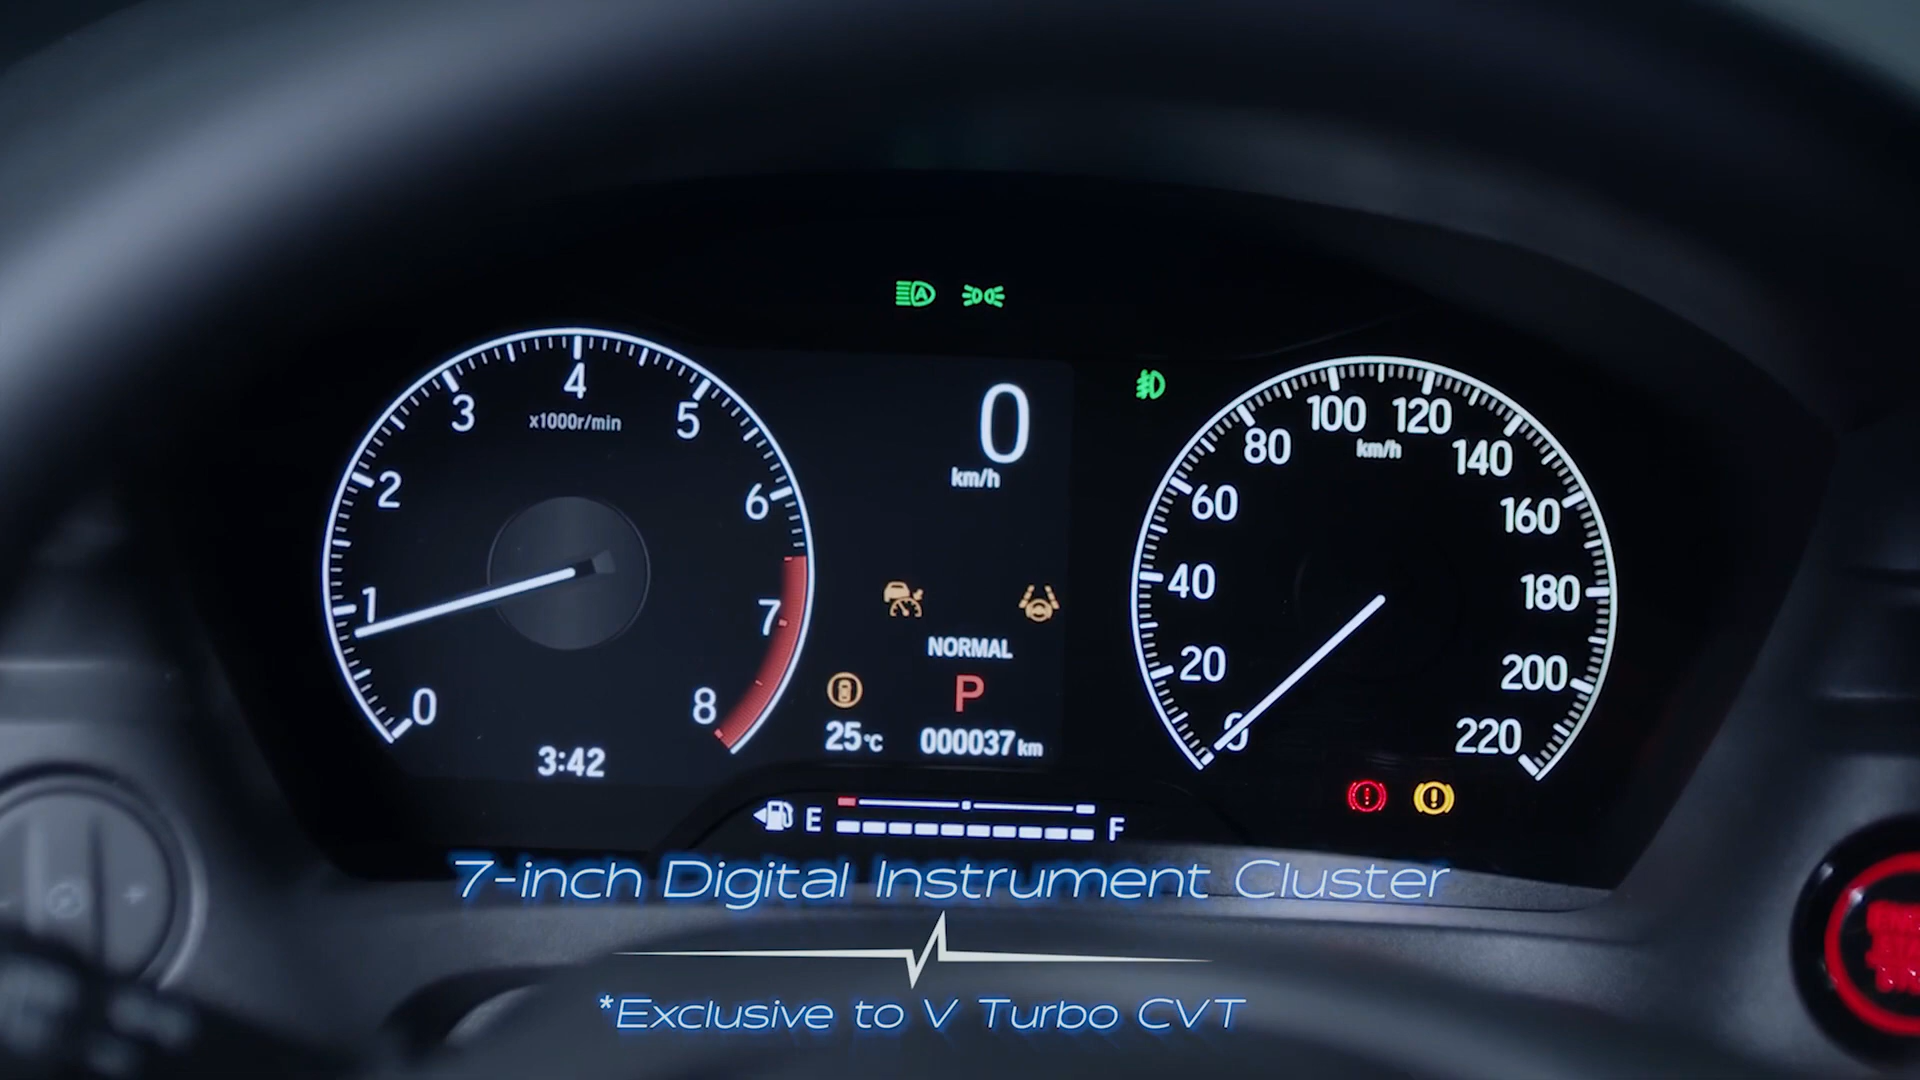 A
0
km/h
4
3
5
x1000r/min
2
6
1
7
0
8
3:42
NORMAL
P
25°C
000037 km
100
120
80
km/h
140
60
160
40
180
20
200
0
220
E
F
7-inch Digital Instrument Cluster
*Exclusive to V Turbo CVT